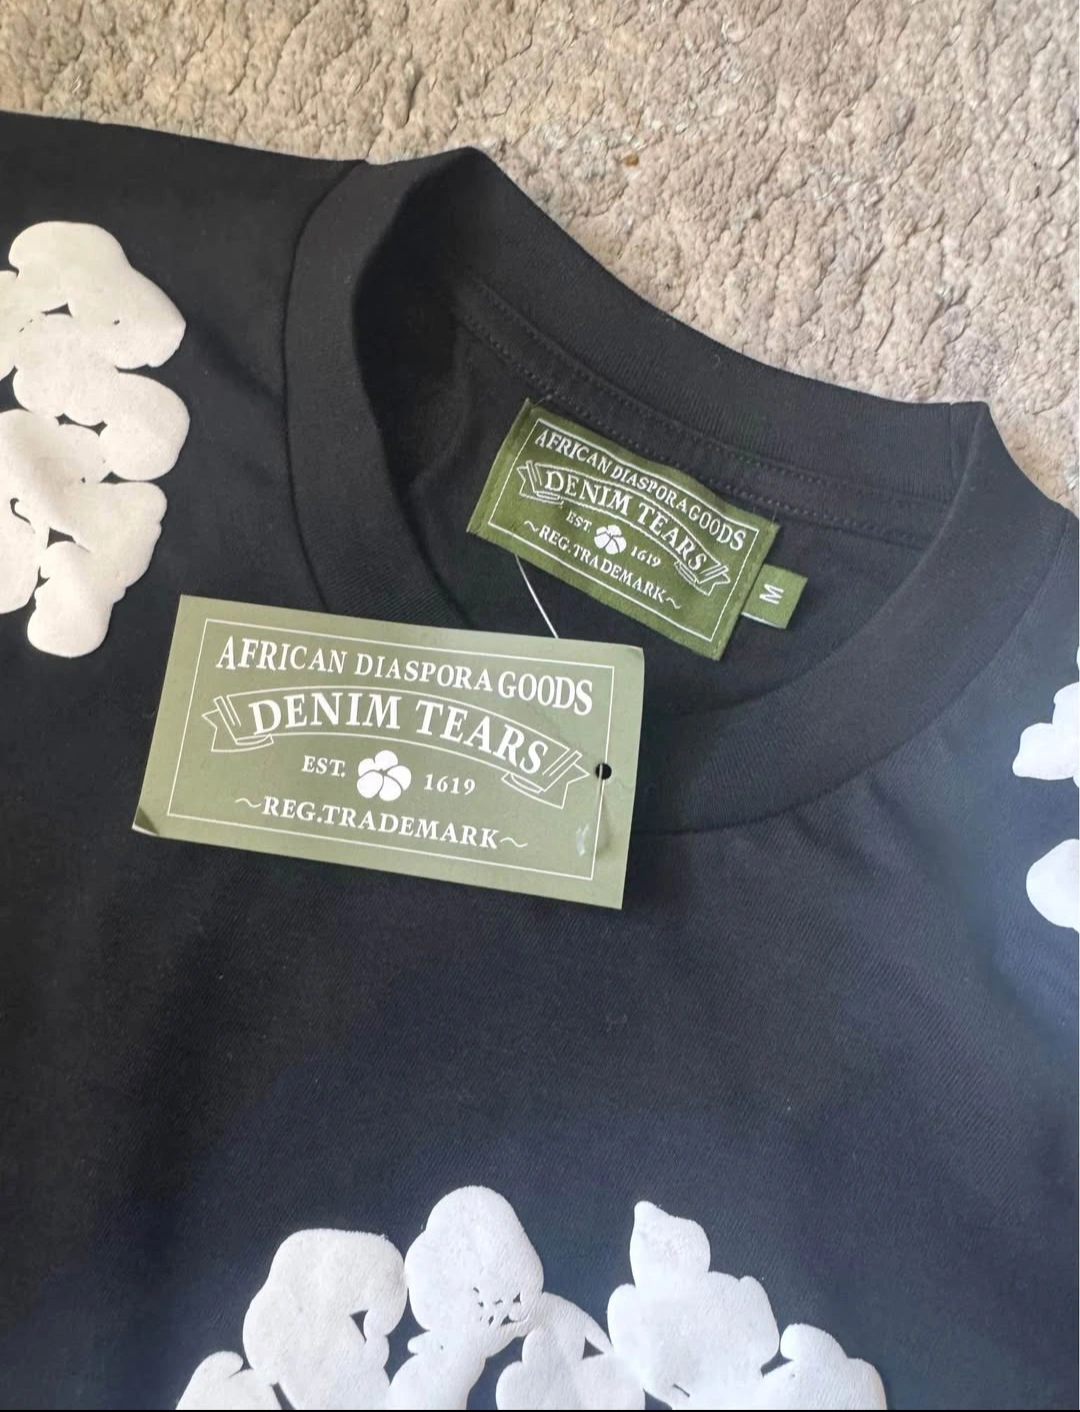 AFRICAN DIASPORA GOODS
DENIM TEARS
EST. 1619
~REG.TRADEMARK~
M
AFRICAN DIASPORA GOODS
DENIM TEARS
EST. 1619
~REG.TRADEMARK~